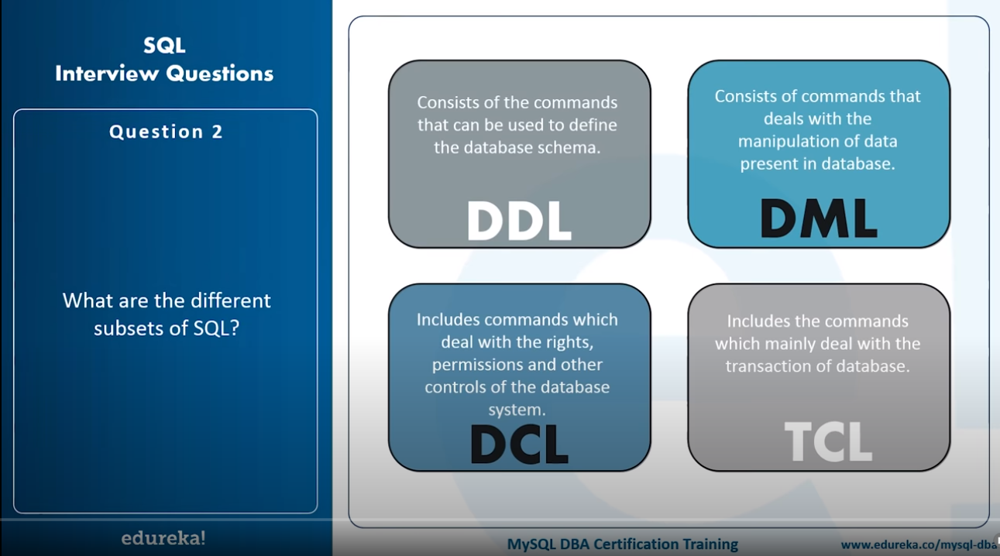 SQL
Interview Questions
Question 2
What are the different
subsets of SQL?
edureka!
Consists of the commands
that can be used to define
the database schema.
DDL
Consists of commands that
deals with the
manipulation of data
present in database.
DML
Includes commands which
deal with the rights,
permissions and other
controls of the database
system.
DCL
Includes the commands
which mainly deal with the
transaction of database.
TCL
MySQL DBA Certification Training
www.edureka.co/mysql-dba